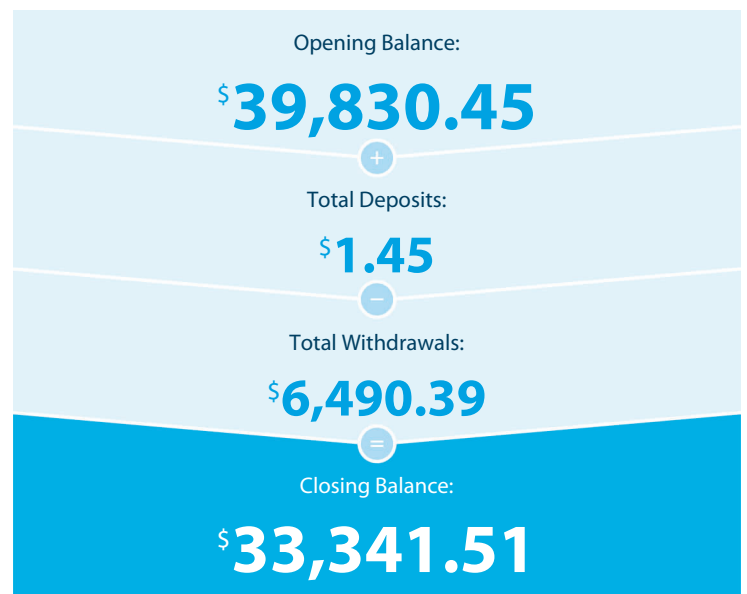 Opening Balance:
$39,830.45
+
Total Deposits:
$1.45
−
Total Withdrawals:
$6,490.39
=
Closing Balance:
$33,341.51